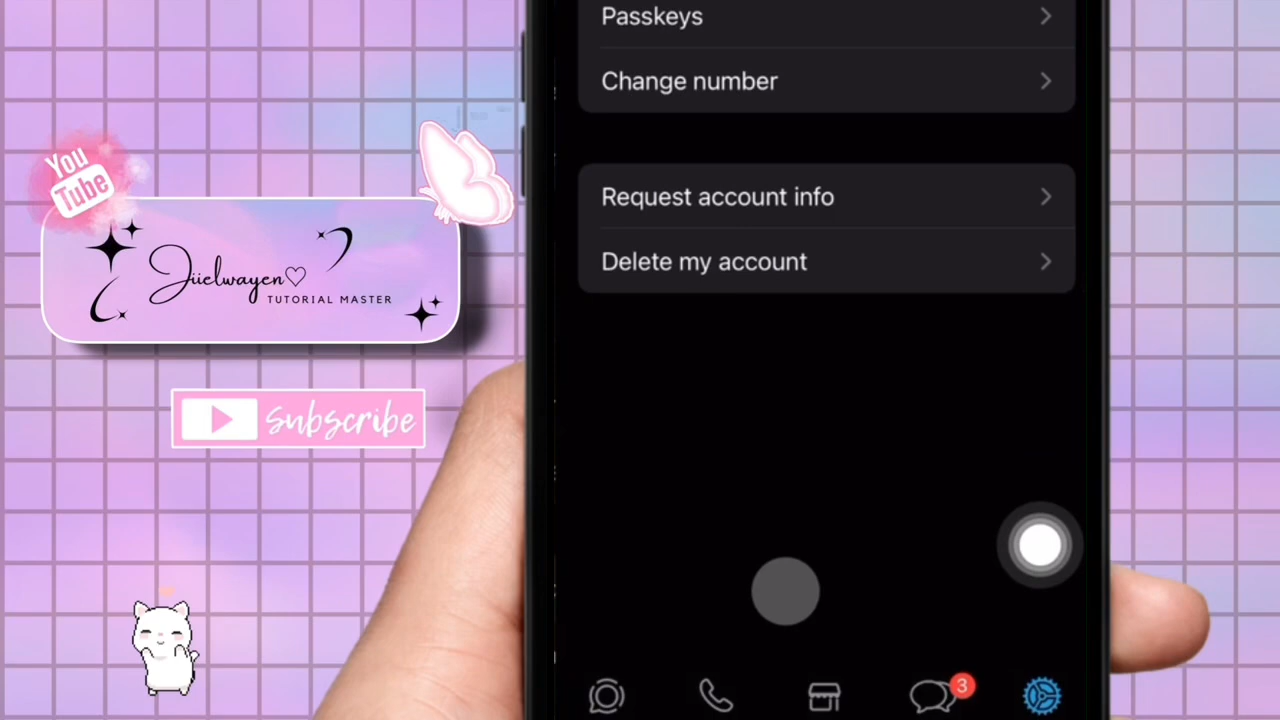 You
Tube
Jiielwayen♡
TUTORIAL MASTER
subscribe
Passkeys
Change number
Request account info
Delete my account
3